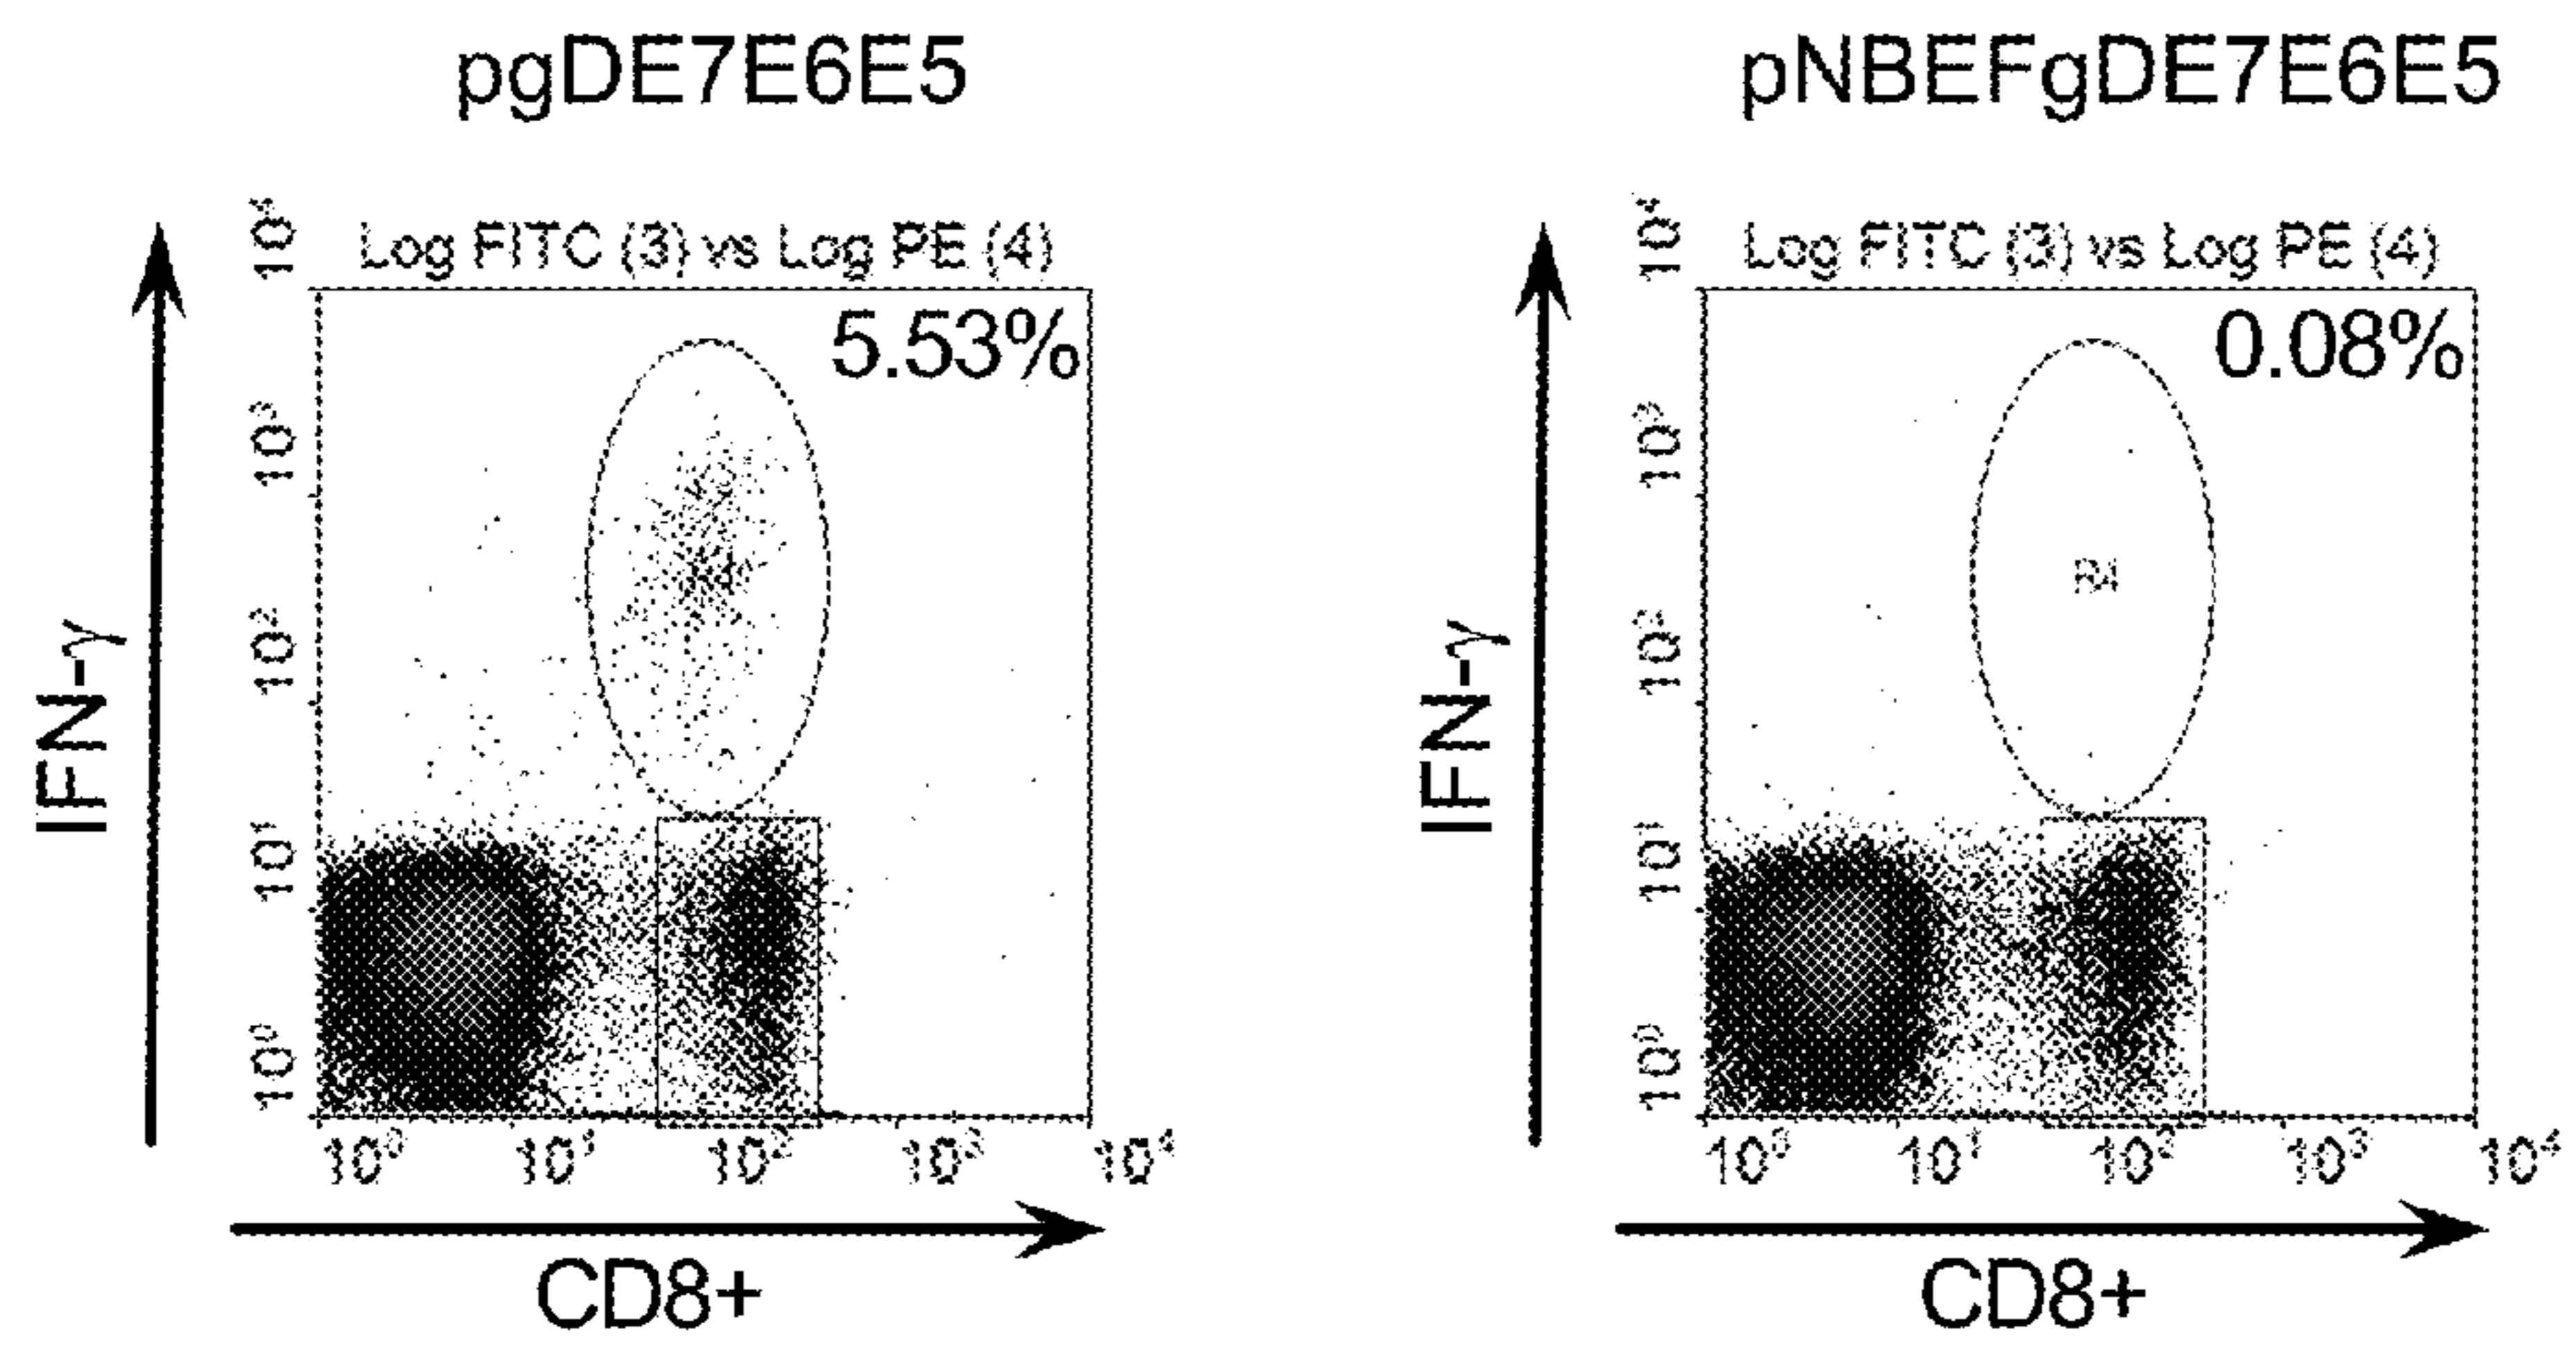 pgDE7E6E5
Log FITC (3) vs Log PE (4)
5.53%
10⁴
10³
10²
10¹
10⁰
IFN-γ
10⁰ 10¹ 10² 10³ 10⁴
CD8+
pNBEFgDE7E6E5
Log FITC (3) vs Log PE (4)
0.08%
R4
10⁴
10³
10²
10¹
10⁰
IFN-γ
10⁰ 10¹ 10² 10³ 10⁴
CD8+